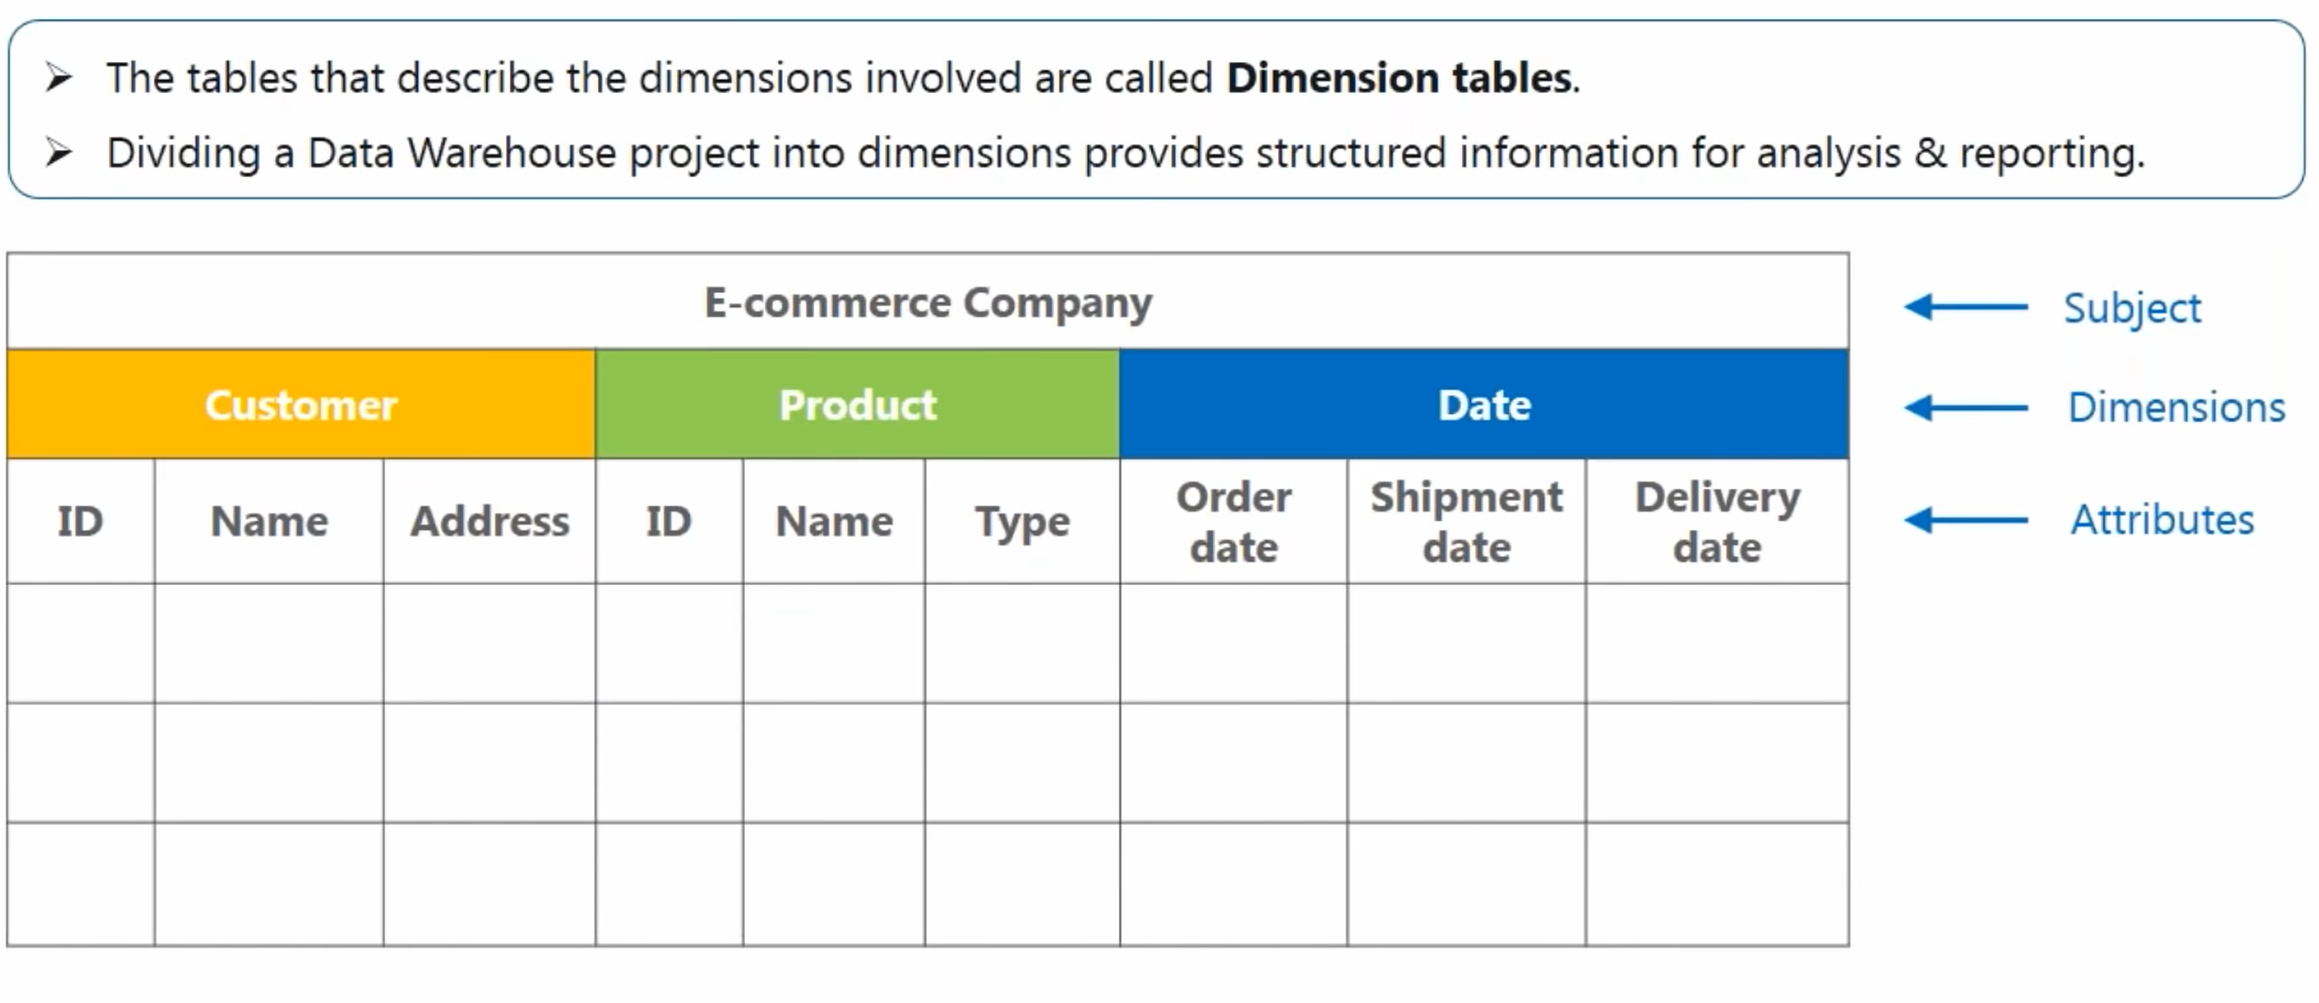 The tables that describe the dimensions involved are called Dimension tables.
Dividing a Data Warehouse project into dimensions provides structured information for analysis & reporting.
E-commerce Company
Subject
Customer
Product
Date
Dimensions
ID
Name
Address
ID
Name
Type
Order
date
Shipment
date
Delivery
date
Attributes